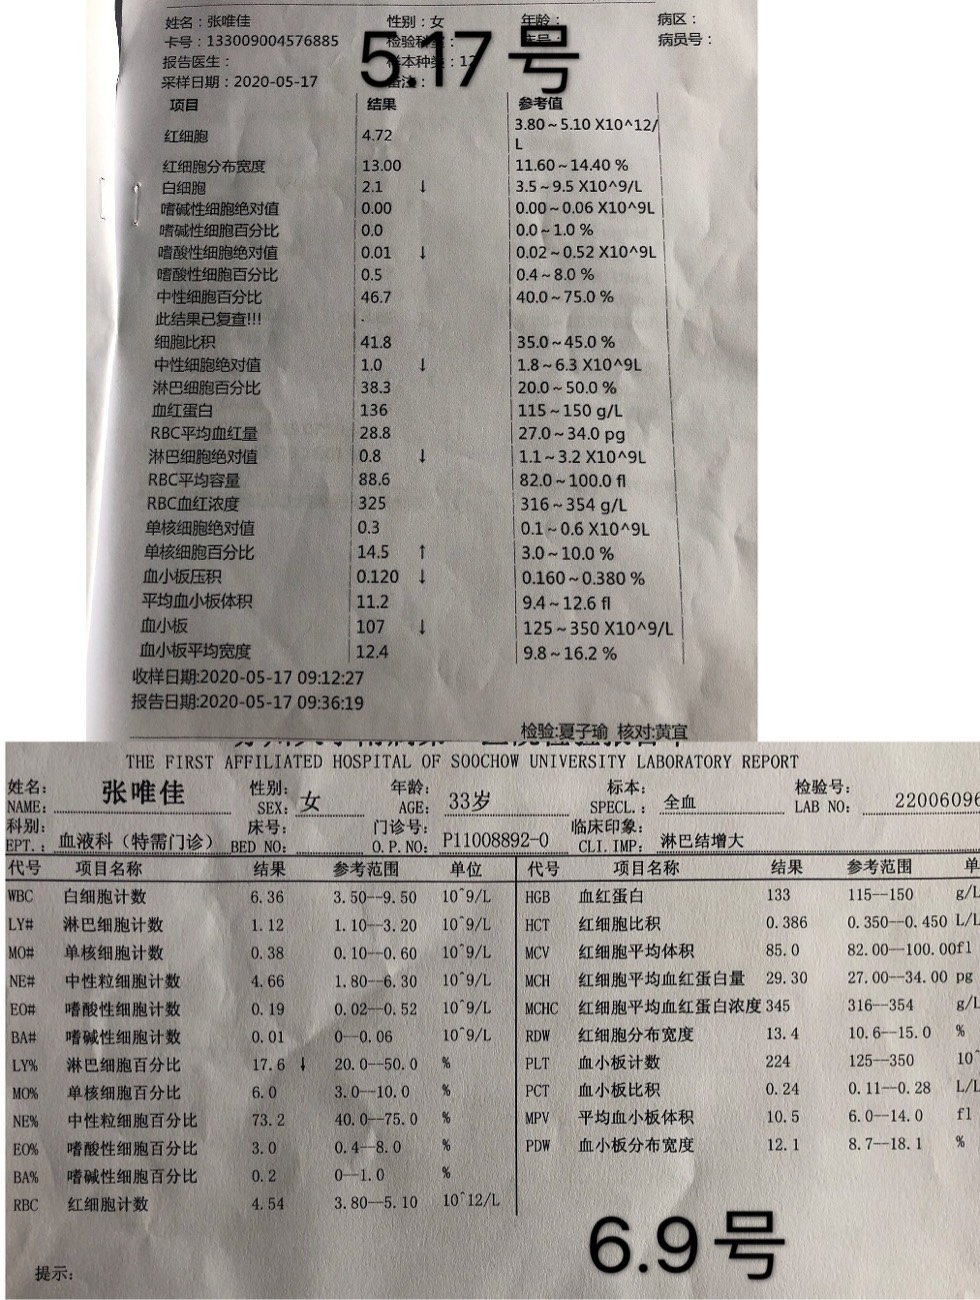 姓名：张唯佳 性别：女 年龄： 病区：
卡号：133009004576885 病员号：
报告医生： 样本种类：12
采样日期：2020-05-17 备注：
5.17号
项目 结果 参考值
红细胞 4.72 3.80~5.10 X10^12/
L
红细胞分布宽度 13.00 11.60~14.40 %
白细胞 2.1 ↓ 3.5~9.5 X10^9/L
嗜碱性细胞绝对值 0.00 0.00~0.06 X10^9L
嗜碱性细胞百分比 0.0 0.0~1.0 %
嗜酸性细胞绝对值 0.01 ↓ 0.02~0.52 X10^9L
嗜酸性细胞百分比 0.5 0.4~8.0 %
中性细胞百分比 46.7 40.0~75.0 %
此结果已复查!!! .
细胞比积 41.8 35.0~45.0 %
中性细胞绝对值 1.0 ↓ 1.8~6.3 X10^9L
淋巴细胞百分比 38.3 20.0~50.0 %
血红蛋白 136 115~150 g/L
RBC平均血红量 28.8 27.0~34.0 pg
淋巴细胞绝对值 0.8 ↓ 1.1~3.2 X10^9L
RBC平均容量 88.6 82.0~100.0 fl
RBC血红浓度 325 316~354 g/L
单核细胞绝对值 0.3 0.1~0.6 X10^9L
单核细胞百分比 14.5 ↑ 3.0~10.0 %
血小板压积 0.120 ↓ 0.160~0.380 %
平均血小板体积 11.2 9.4~12.6 fl
血小板 107 ↓ 125~350 X10^9/L
血小板平均宽度 12.4 9.8~16.2 %
收样日期:2020-05-17 09:12:27
报告日期:2020-05-17 09:36:19
检验:夏子瑜 核对:黄宜
THE FIRST AFFILIATED HOSPITAL OF SOOCHOW UNIVERSITY LABORATORY REPORT
姓名： 张唯佳 性别： 女 年龄： 33岁 标本： 全血 检验号： 22006096
NAME: SEX: AGE: SPECL.: LAB NO:
科别： 血液科（特需门诊） 床号： 门诊号： P11008892-0 临床印象： 淋巴结增大
EPT.: BED NO: O.P.NO: CLI.IMP:
代号 项目名称 结果 参考范围 单位 代号 项目名称 结果 参考范围 单
WBC 白细胞计数 6.36 3.50--9.50 10^9/L HGB 血红蛋白 133 115--150 g/L
LY# 淋巴细胞计数 1.12 1.10--3.20 10^9/L HCT 红细胞比积 0.386 0.350--0.450 L/L
MO# 单核细胞计数 0.38 0.10--0.60 10^9/L MCV 红细胞平均体积 85.0 82.00--100.00 fl
NE# 中性粒细胞计数 4.66 1.80--6.30 10^9/L MCH 红细胞平均血红蛋白量 29.30 27.00--34.00 pg
EO# 嗜酸性细胞计数 0.19 0.02--0.52 10^9/L MCHC 红细胞平均血红蛋白浓度 345 316--354 g/L
BA# 嗜碱性细胞计数 0.01 0--0.06 10^9/L RDW 红细胞分布宽度 13.4 10.6--15.0 %
LY% 淋巴细胞百分比 17.6 ↓ 20.0--50.0 % PLT 血小板计数 224 125--350 10^
MO% 单核细胞百分比 6.0 3.0--10.0 % PCT 血小板比积 0.24 0.11--0.28 L/L
NE% 中性粒细胞百分比 73.2 40.0--75.0 % MPV 平均血小板体积 10.5 6.0--14.0 fl
EO% 嗜酸性细胞百分比 3.0 0.4--8.0 % PDW 血小板分布宽度 12.1 8.7--18.1 %
BA% 嗜碱性细胞百分比 0.2 0--1.0 %
RBC 红细胞计数 4.54 3.80--5.10 10^12/L
6.9号
提示：